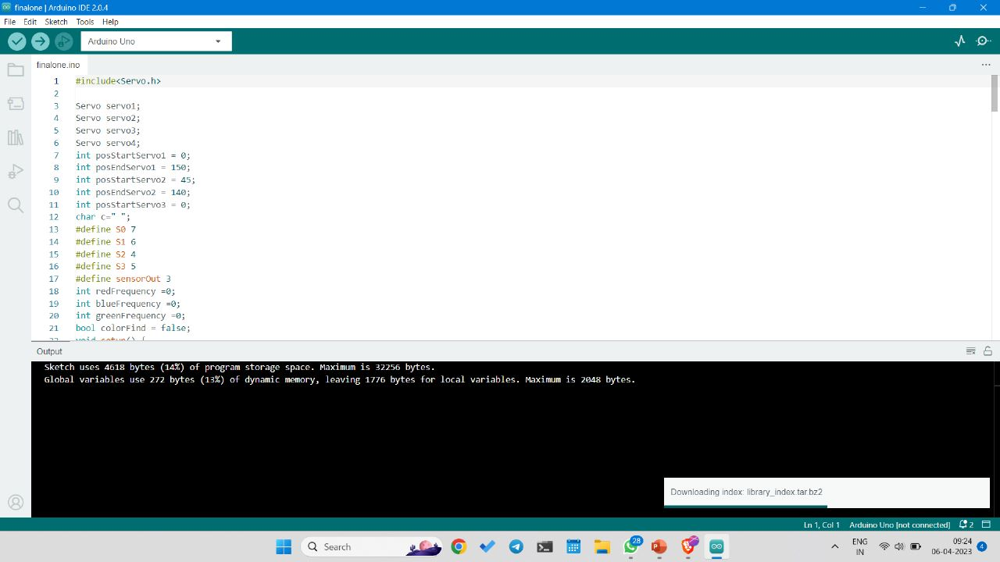 finalone | Arduino IDE 2.0.4
File Edit Sketch Tools Help
Arduino Uno
finalone.ino
1 #include<Servo.h>
2
3 Servo servo1;
4 Servo servo2;
5 Servo servo3;
6 Servo servo4;
7 int posStartServo1 = 0;
8 int posEndServo1 = 150;
9 int posStartServo2 = 45;
10 int posEndServo2 = 140;
11 int posStartServo3 = 0;
12 char c=" ";
13 #define S0 7
14 #define S1 6
15 #define S2 4
16 #define S3 5
17 #define sensorOut 3
18 int redFrequency =0;
19 int blueFrequency =0;
20 int greenFrequency =0;
21 bool colorFind = false;
22 void setup() {
Output
Sketch uses 4618 bytes (14%) of program storage space. Maximum is 32256 bytes.
Global variables use 272 bytes (13%) of dynamic memory, leaving 1776 bytes for local variables. Maximum is 2048 bytes.
Downloading index: library_index.tar.bz2
Ln 1, Col 1 Arduino Uno [not connected] 2
Search
28
ENG
IN
09:24
06-04-2023
4